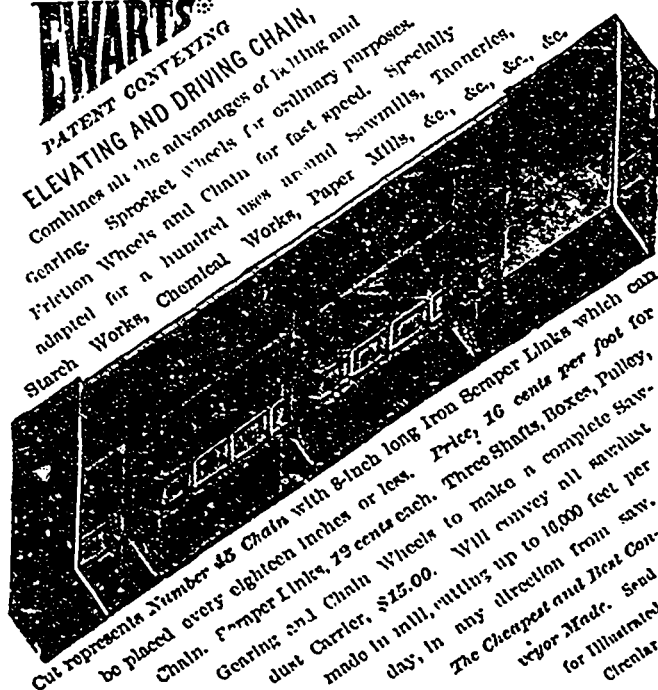 EWARTS
PATENT CONVEYING
ELEVATING AND DRIVING CHAIN,
Combines all the advantages of belting and
Gearing. Sprocket Wheels for ordinary purposes.
Friction Wheels and Chain for fast speed. Specially
adapted for a hundred uses around Sawmills, Tanneries,
Starch Works, Chemical Works, Paper Mills, &c., &c., &c., &c.
Cut represents Number 45 Chain with 8-inch long Iron Scraper Links which can
be placed every eighteen inches or less. Price, 16 cents per foot for
Chain. Scraper Links, 13 cents each. Three Shafts, Boxes, Pulley,
Gearing and Chain Wheels to make a complete Saw-
dust Carrier, $15.00. Will convey all sawdust
made in mill, cutting up to 10,000 feet per
day, in any direction from saw.
The Cheapest and Best Con-
veyor Made. Send
for Illustrated
Circular